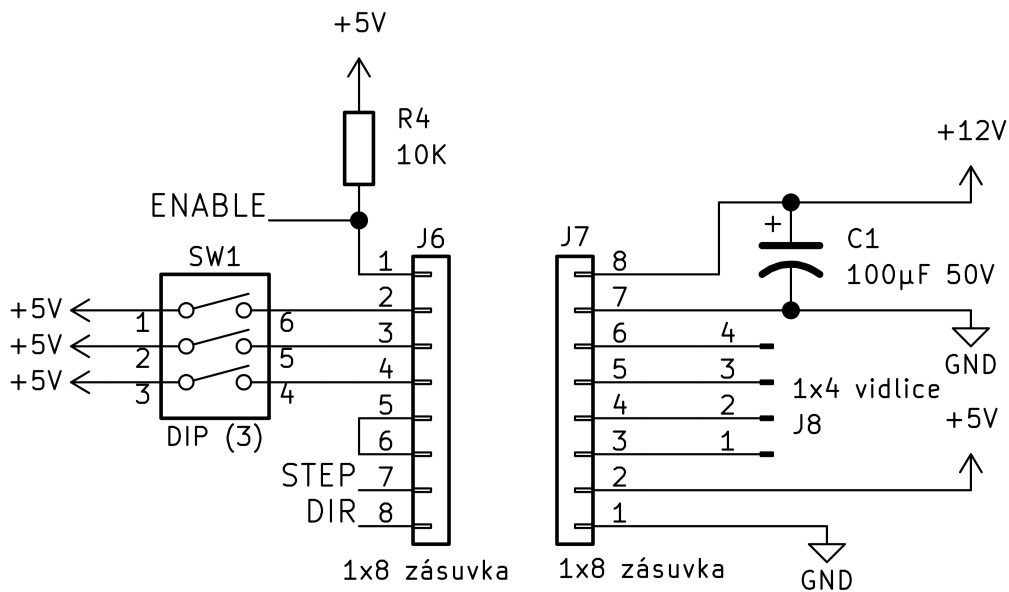 +5V
R4
10K
+12V
ENABLE
J6
J7
+
C1
100µF 50V
SW1
1
8
+5V
1
6
2
7
+5V
2
5
3
6
4
GND
+5V
3
4
4
5
3
1x4 vidlice
DIP (3)
5
4
2
J8
+5V
6
3
1
STEP
7
2
DIR
8
1
1x8 zásuvka
1x8 zásuvka
GND